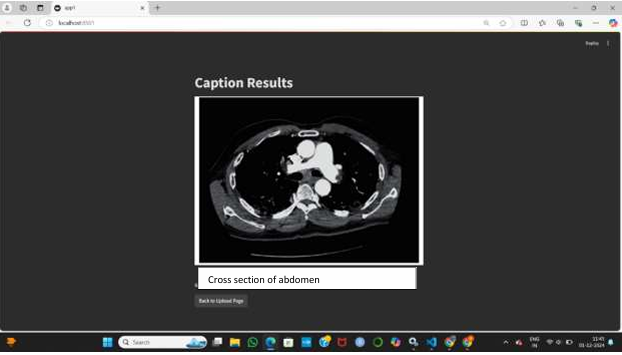 app1
localhost:8501
Deploy
Caption Results
Cross section of abdomen
Back to Upload Page
Search
ENG
IN
11:41
01-12-2024